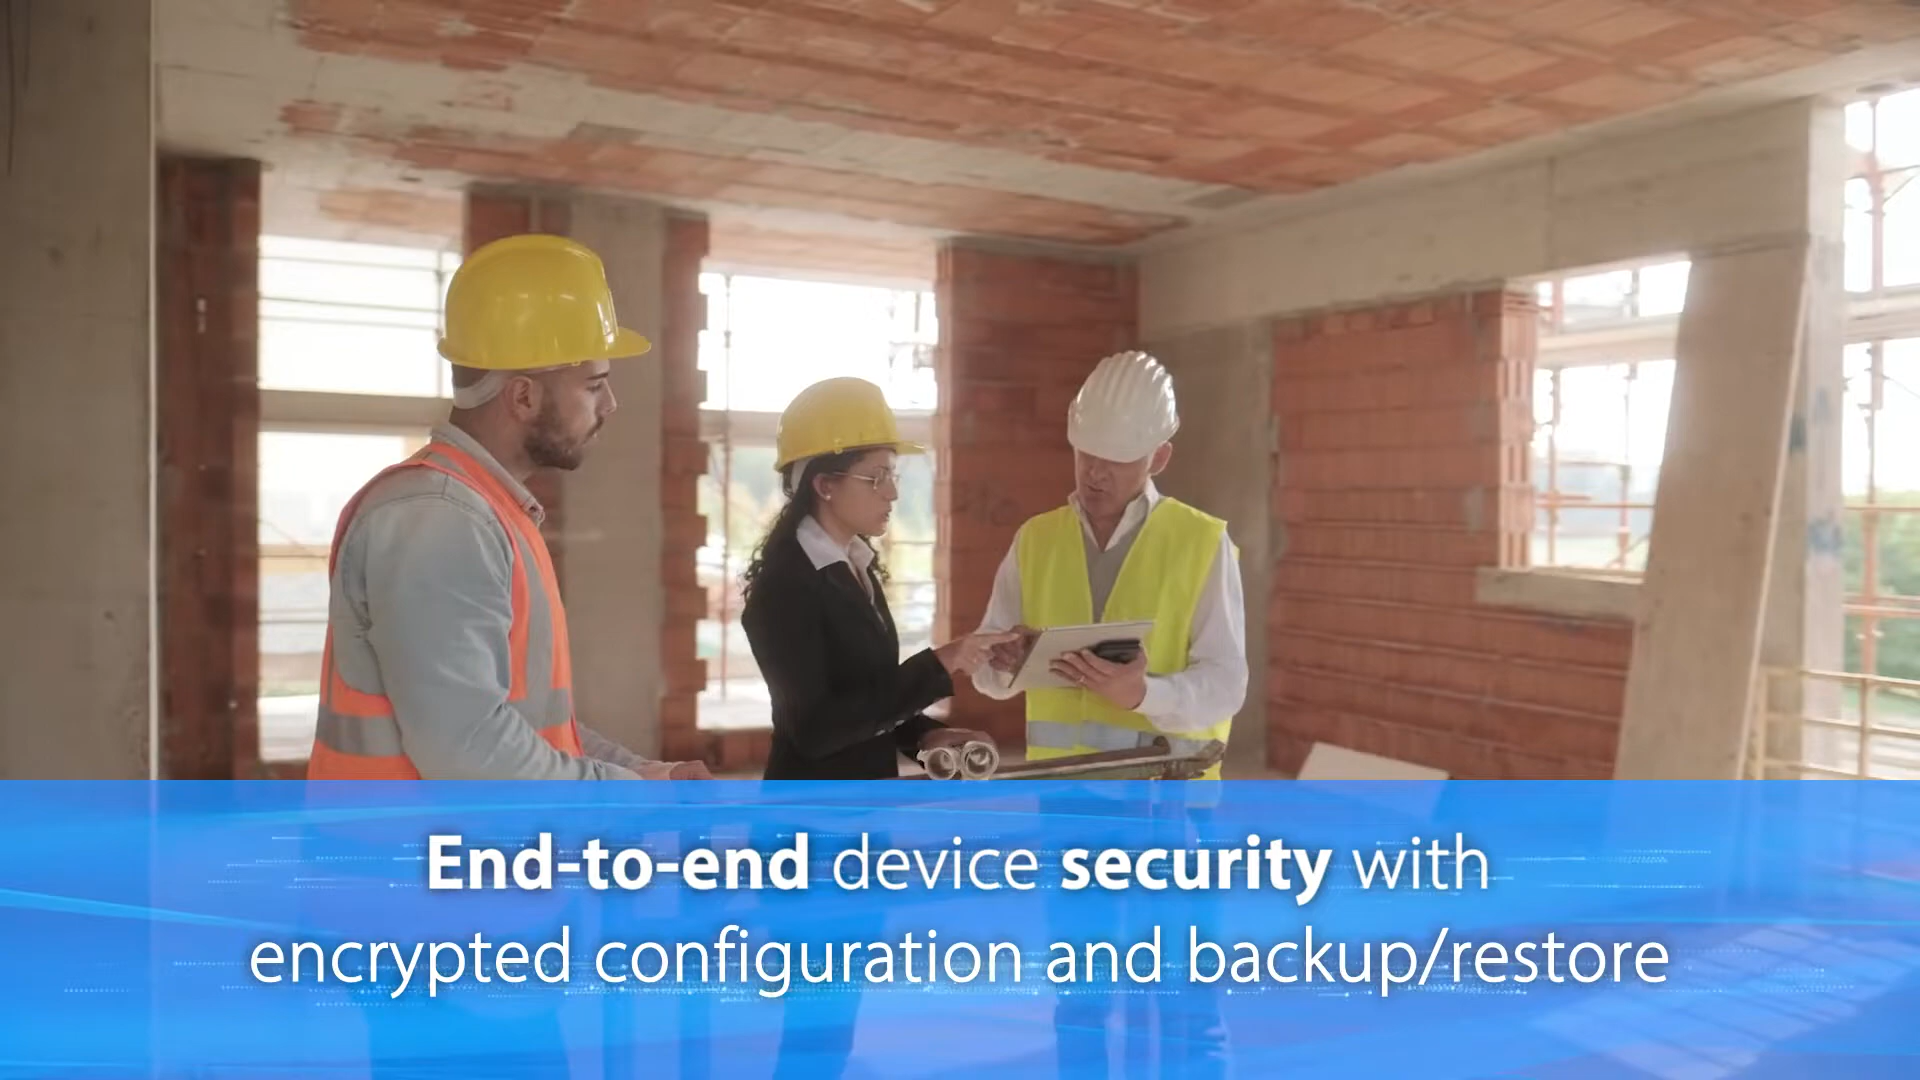 End-to-end device security with
encrypted configuration and backup/restore